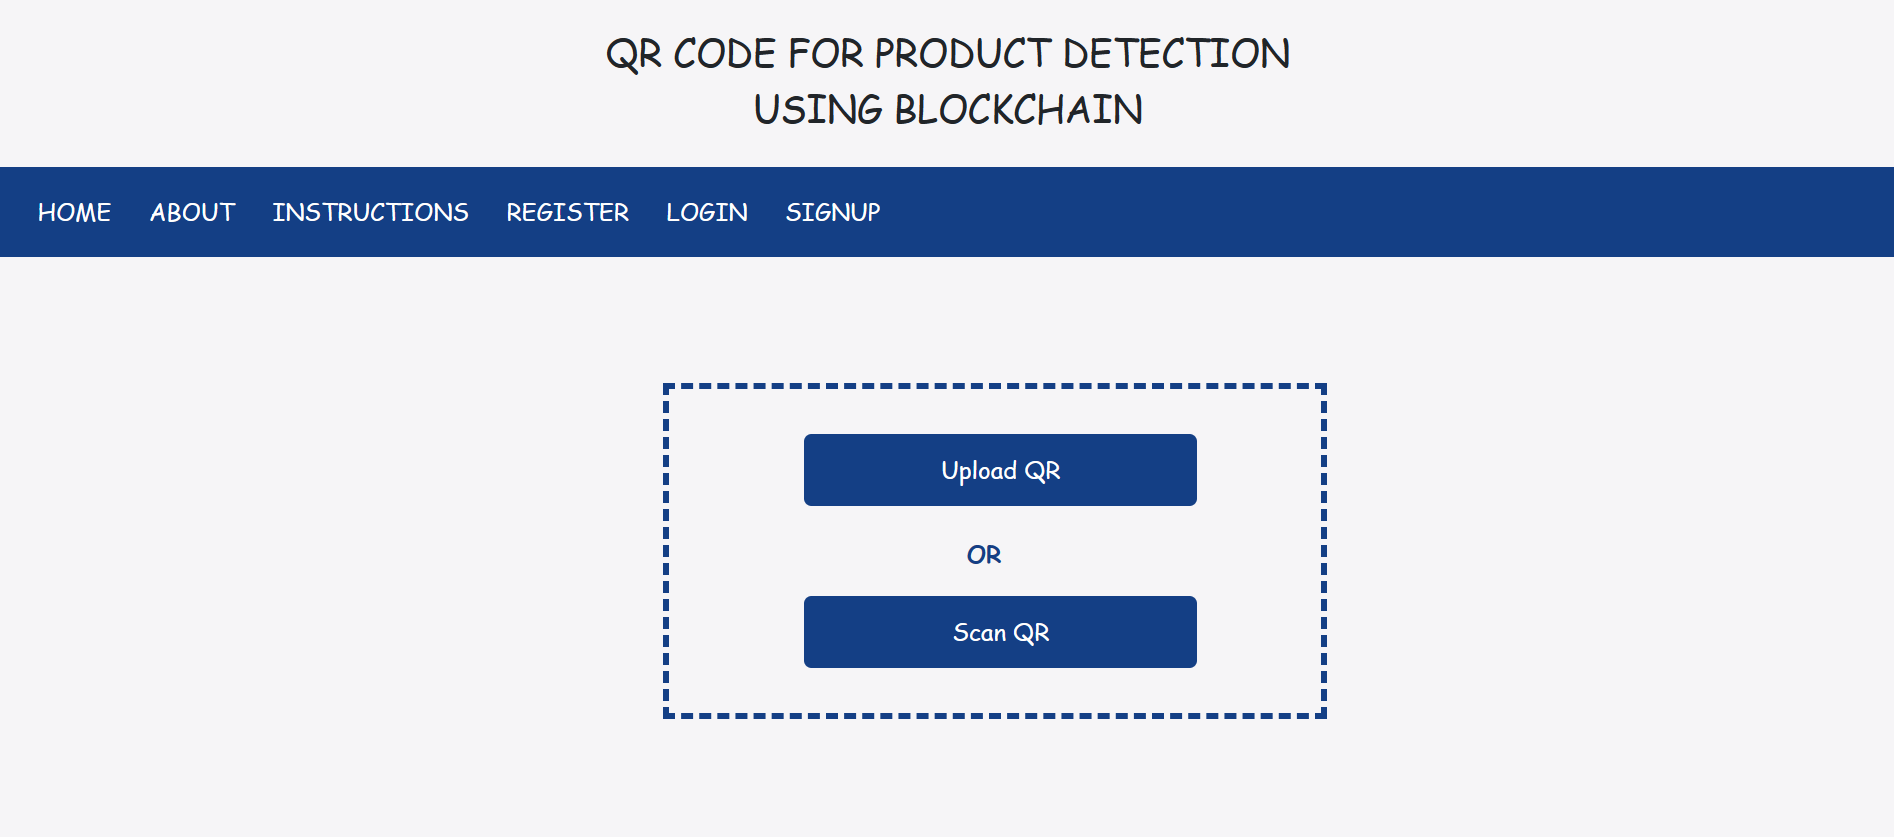 QR CODE FOR PRODUCT DETECTION
USING BLOCKCHAIN
HOME ABOUT INSTRUCTIONS REGISTER LOGIN SIGNUP
Upload QR
OR
Scan QR